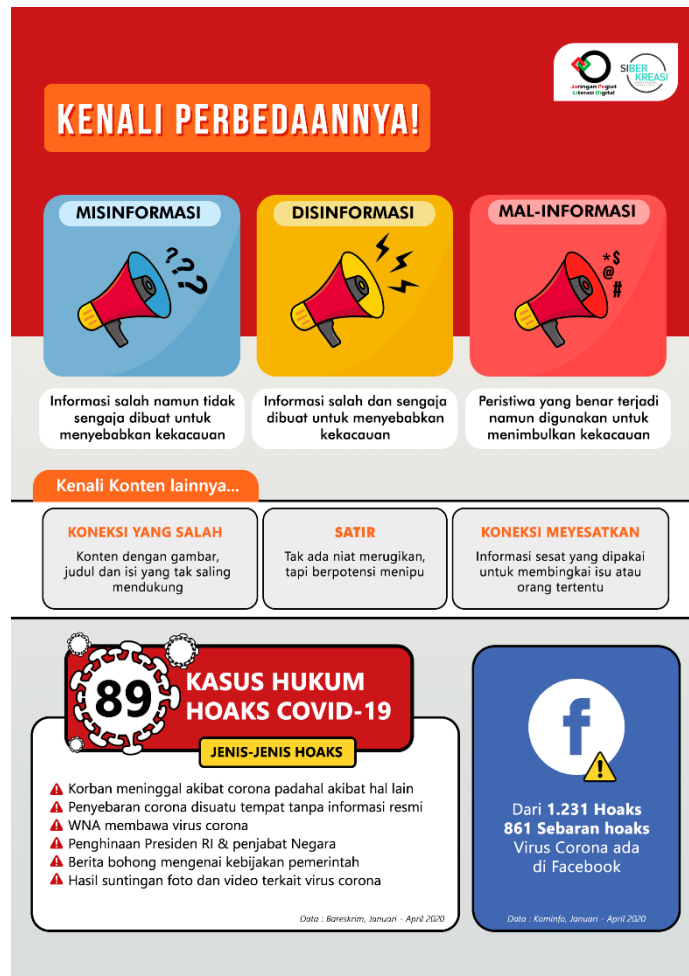 Jaringan Pegiat
Literasi Digital
SIBER
KREASI
KENALI PERBEDAANNYA!
MISINFORMASI
???
Informasi salah namun tidak
sengaja dibuat untuk
menyebabkan kekacauan
DISINFORMASI
Informasi salah dan sengaja
dibuat untuk menyebabkan
kekacauan
MAL-INFORMASI
*$
@
#
Peristiwa yang benar terjadi
namun digunakan untuk
menimbulkan kekacauan
Kenali Konten lainnya...
KONEKSI YANG SALAH
Konten dengan gambar,
judul dan isi yang tak saling
mendukung
SATIR
Tak ada niat merugikan,
tapi berpotensi menipu
KONEKSI MEYESATKAN
Informasi sesat yang dipakai
untuk membingkai isu atau
orang tertentu
89
KASUS HUKUM
HOAKS COVID-19
JENIS-JENIS HOAKS
Korban meninggal akibat corona padahal akibat hal lain
Penyebaran corona disuatu tempat tanpa informasi resmi
WNA membawa virus corona
Penghinaan Presiden RI & penjabat Negara
Berita bohong mengenai kebijakan pemerintah
Hasil suntingan foto dan video terkait virus corona
Data : Bareskrim, Januari - April 2020
f
Dari 1.231 Hoaks
861 Sebaran hoaks
Virus Corona ada
di Facebook
Data : Kominfo, Januari - April 2020